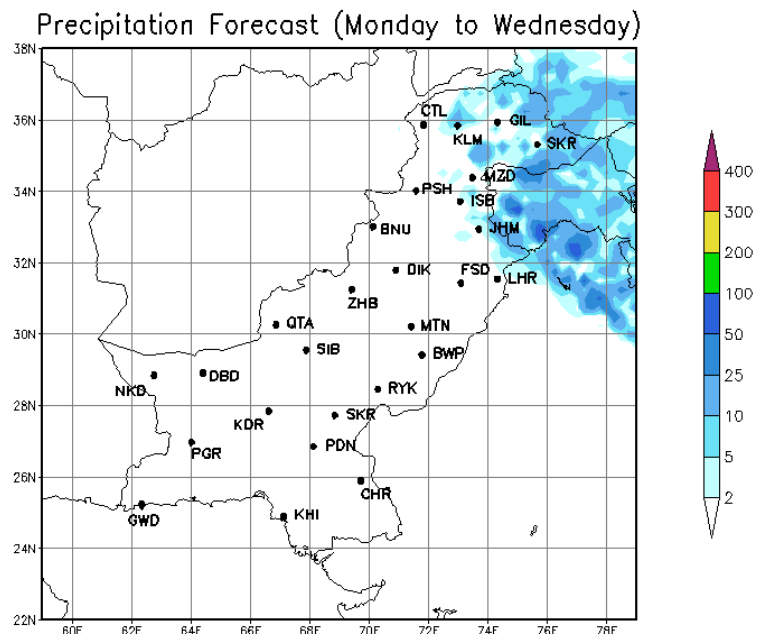 Precipitation Forecast (Monday to Wednesday)
38N
36N
34N
32N
30N
28N
26N
24N
22N
CTL
KLM
GIL
SKR
MZD
PSH
ISB
BNU
JHM
DIK
FSD
LHR
ZHB
QTA
MTN
SIB
BWP
NKD
DBD
RYK
KDR
SKR
PDN
PGR
CHR
GWD
KHI
60E 62E 64E 66E 68E 70E 72E 74E 76E 78E
400
300
200
100
50
25
10
5
2